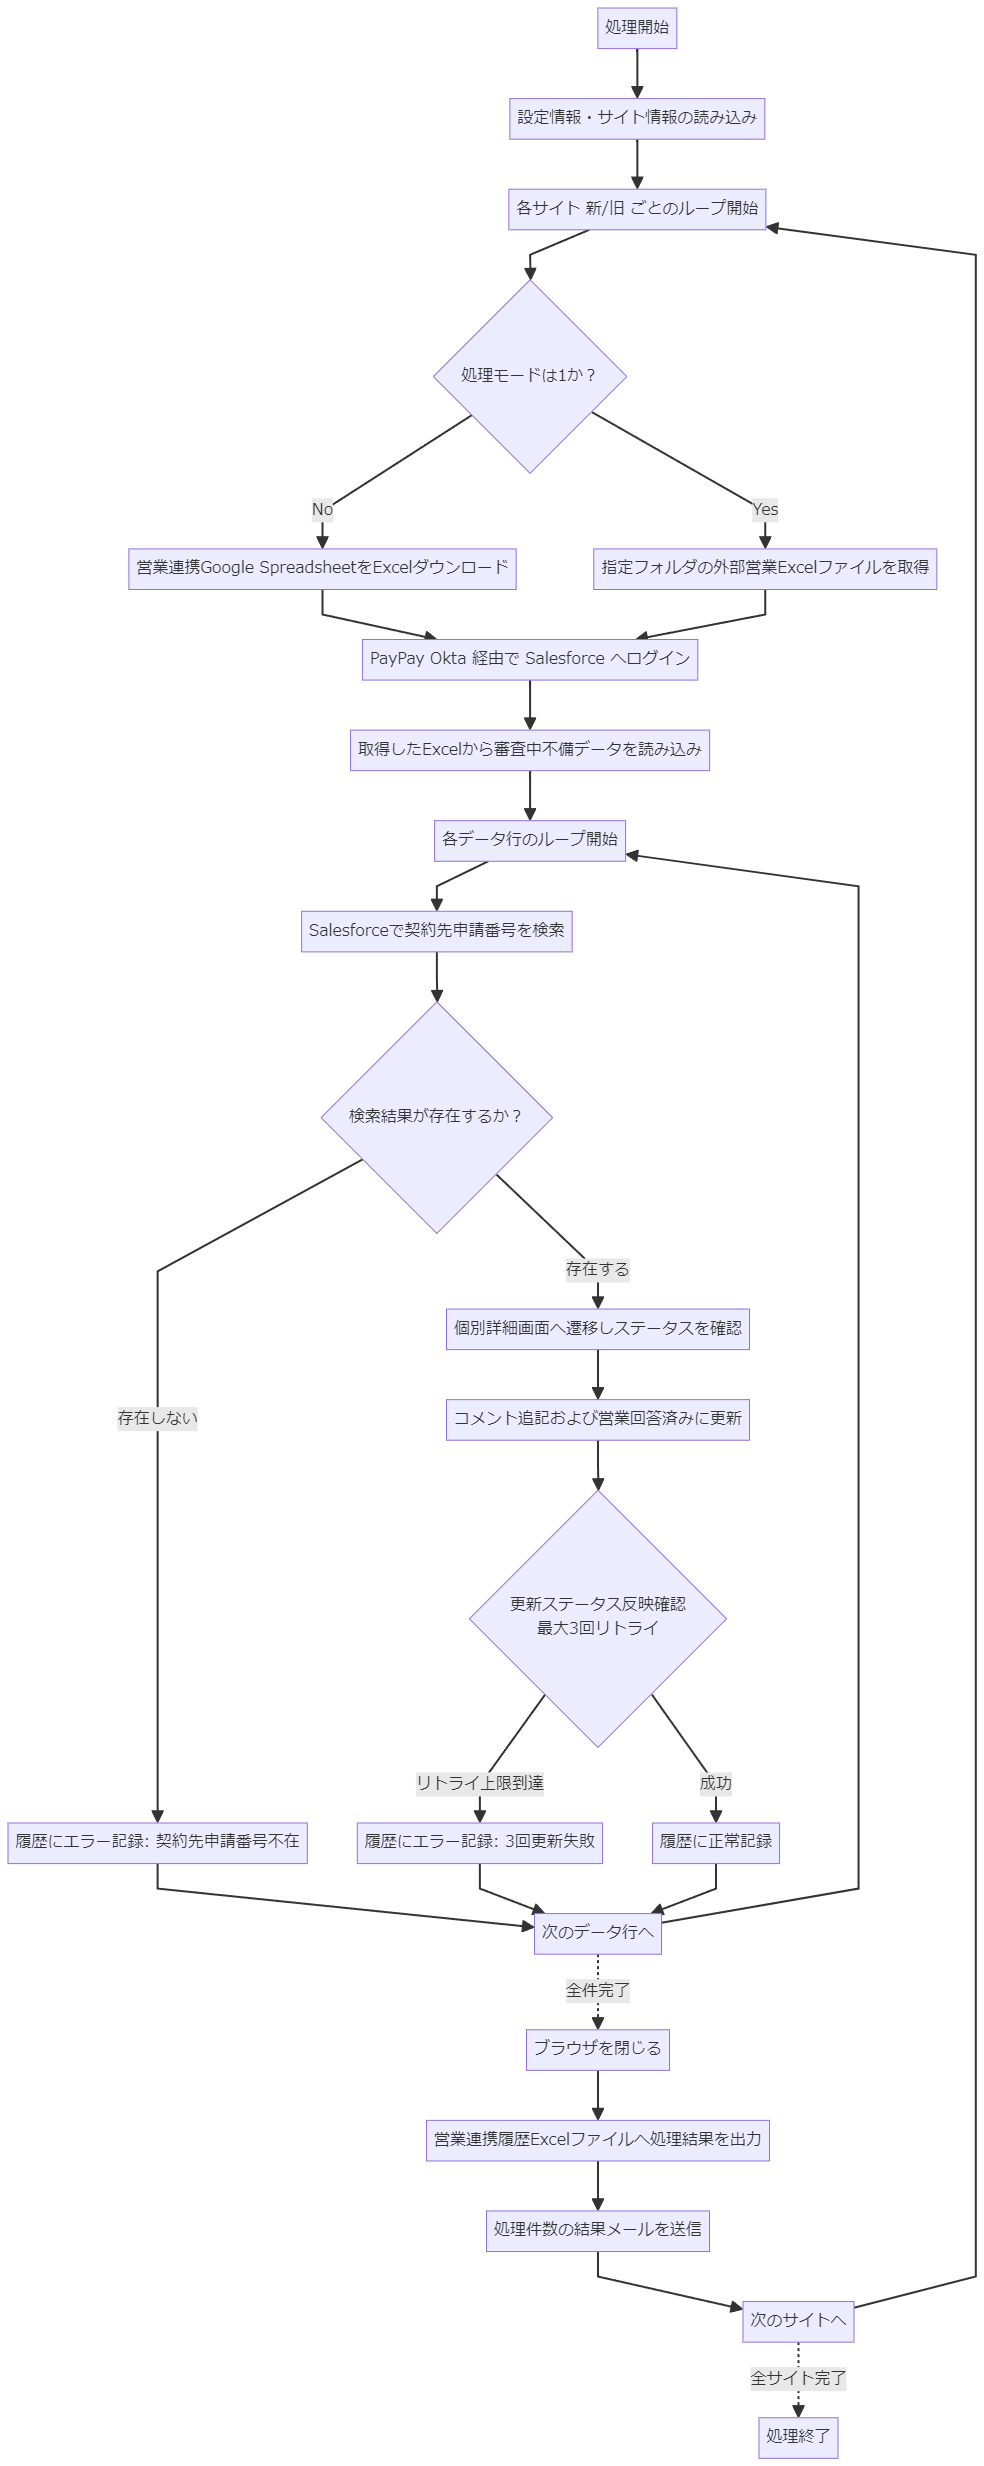 処理開始
設定情報・サイト情報の読み込み
各サイト 新/旧 ごとのループ開始
処理モードは1か？
No
Yes
営業連携Google SpreadsheetをExcelダウンロード
指定フォルダの外部営業Excelファイルを取得
PayPay Okta 経由で Salesforce へログイン
取得したExcelから審査中不備データを読み込み
各データ行のループ開始
Salesforceで契約先申請番号を検索
検索結果が存在するか？
存在する
個別詳細画面へ遷移しステータスを確認
存在しない
コメント追記および営業回答済みに更新
更新ステータス反映確認
最大3回リトライ
リトライ上限到達
成功
履歴にエラー記録: 契約先申請番号不在
履歴にエラー記録: 3回更新失敗
履歴に正常記録
次のデータ行へ
全件完了
ブラウザを閉じる
営業連携履歴Excelファイルへ処理結果を出力
処理件数の結果メールを送信
次のサイトへ
全サイト完了
処理終了